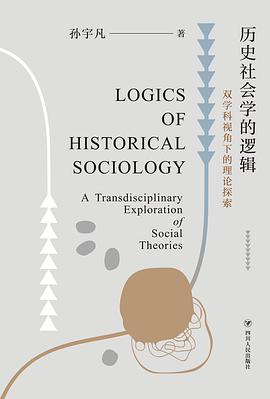 孙宇凡 著
历史社会学的逻辑
双学科视角下的理论探索
LOGICS
OF
HISTORICAL
SOCIOLOGY
A Transdisciplinary
Exploration
of
Social
Theories
四川人民出版社